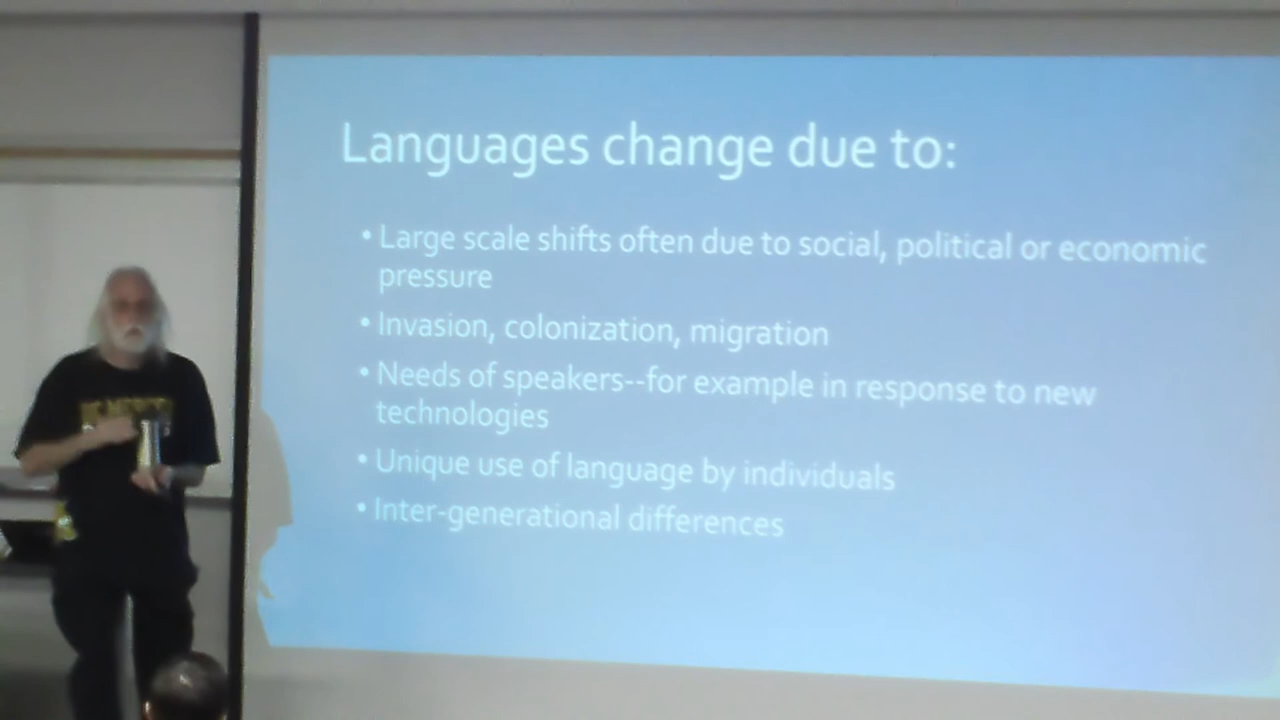 Languages change due to:
• Large scale shifts often due to social, political or economic
pressure
• Invasion, colonization, migration
• Needs of speakers--for example in response to new
technologies
• Unique use of language by individuals
• Inter-generational differences